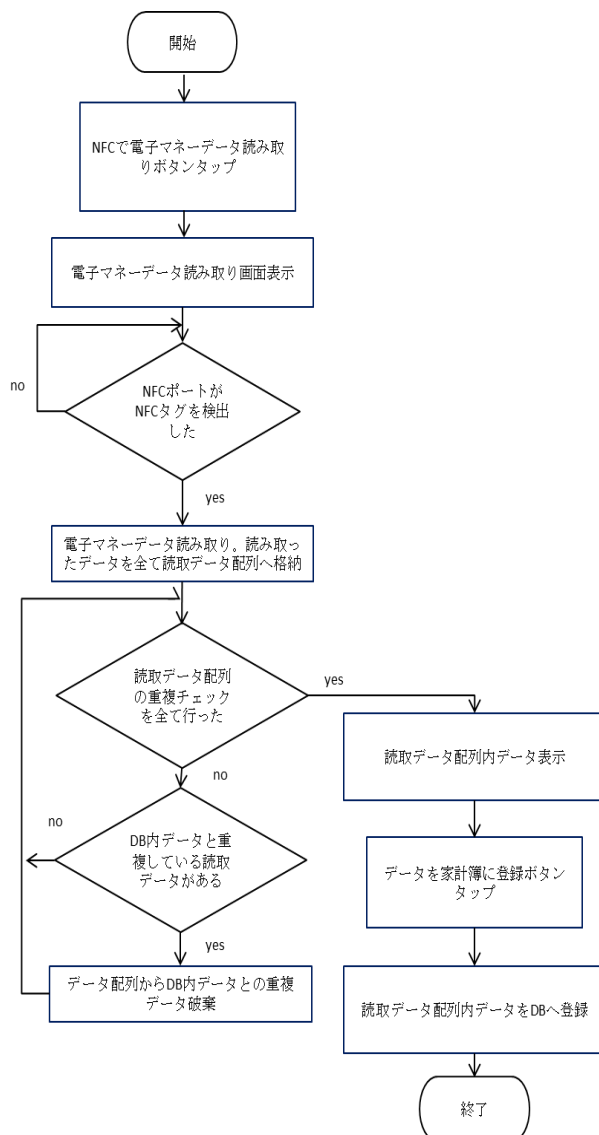 開始
NFCで電子マネーデータ読み取
りボタンタップ
電子マネーデータ読み取り画面表示
no
NFCポートが
NFCタグを検出
した
yes
電子マネーデータ読み取り。読み取っ
たデータを全て読取データ配列へ格納
読取データ配列
の重複チェック
を全て行った
yes
no
読取データ配列内データ表示
no
DB内データと重
複している読取
データがある
データを家計簿に登録ボタン
タップ
yes
データ配列からDB内データとの重複
データ破棄
読取データ配列内データをDBへ登録
終了